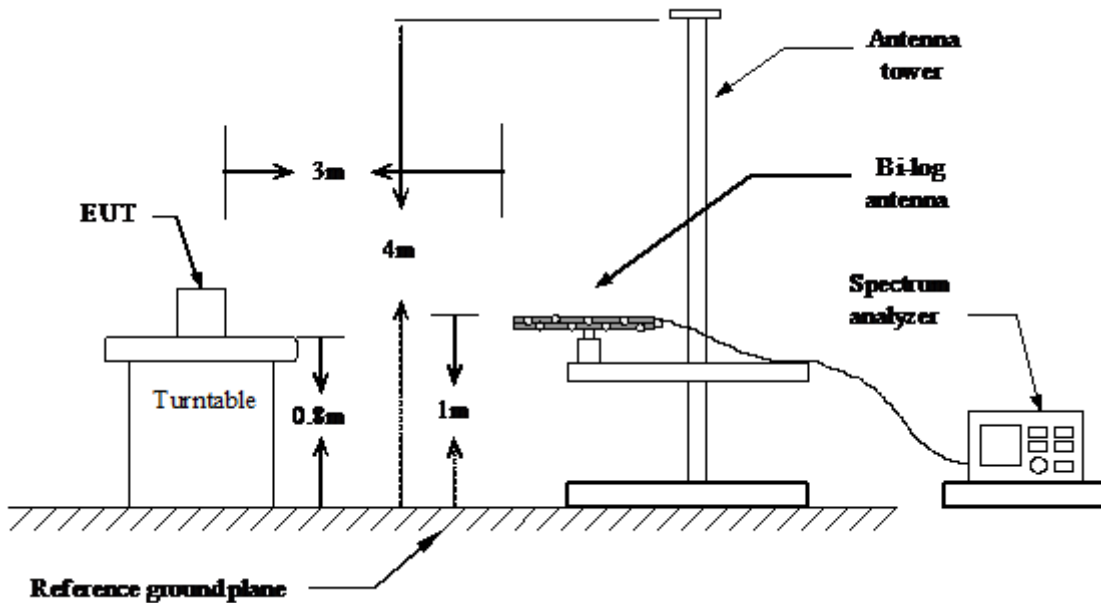 Antenna
tower
3m
Bi-log
antenna
EUT
4m
Spectrum
analyzer
Turntable
0.8m
1m
Reference ground plane